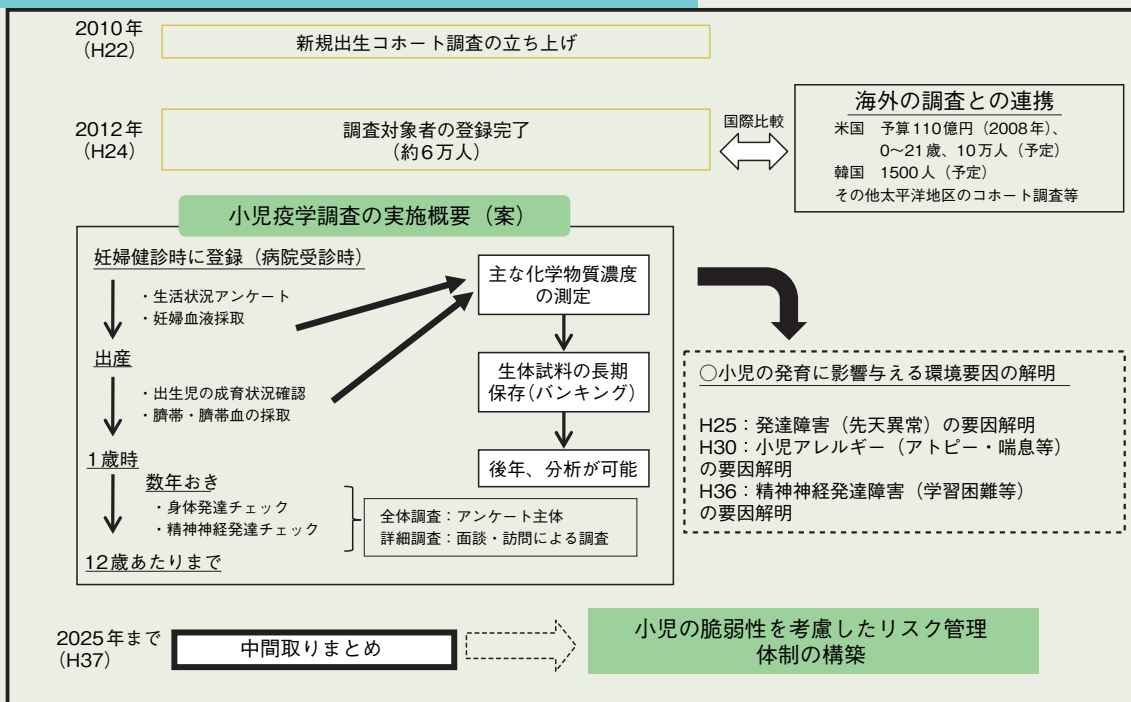 2010年
（H22）
新規出生コホート調査の立ち上げ
2012年
（H24）
調査対象者の登録完了
（約6万人）
国際比較
海外の調査との連携
米国　予算110億円（2008年）、
0〜21歳、10万人（予定）
韓国　1500人（予定）
その他太平洋地区のコホート調査等
小児疫学調査の実施概要（案）
妊婦健診時に登録（病院受診時）
・生活状況アンケート
・妊婦血液採取
出産
・出生児の成育状況確認
・臍帯・臍帯血の採取
1歳時
数年おき
・身体発達チェック
・精神神経発達チェック
12歳あたりまで
全体調査：アンケート主体
詳細調査：面談・訪問による調査
主な化学物質濃度
の測定
生体試料の長期
保存（バンキング）
後年、分析が可能
○小児の発育に影響与える環境要因の解明
H25：発達障害（先天異常）の要因解明
H30：小児アレルギー（アトピー・喘息等）
の要因解明
H36：精神神経発達障害（学習困難等）
の要因解明
2025年まで
（H37）
中間取りまとめ
小児の脆弱性を考慮したリスク管理
体制の構築